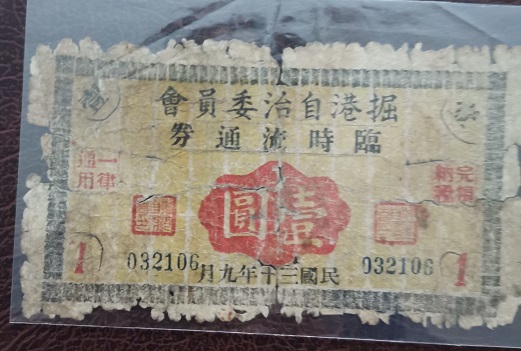 掘港自治委員會
臨時流通券
完糧
納稅
一律
通用
壹圓
1
032106
民國三十年九月
032106
1